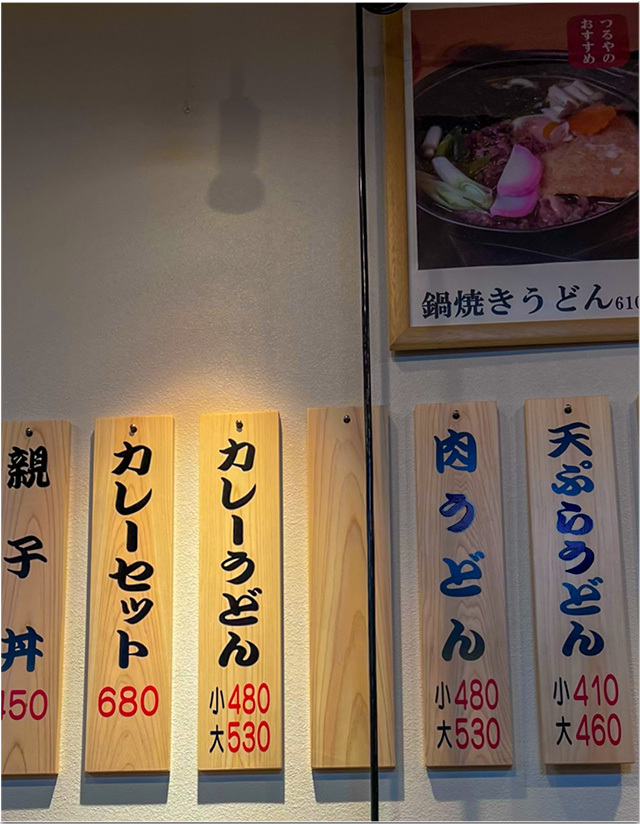 つるやの
おすすめ
鍋焼きうどん610
天ぷらうどん
小410
大460
肉うどん
小480
大530
カレーうどん
小480
大530
カレーセット
680
親子丼
450